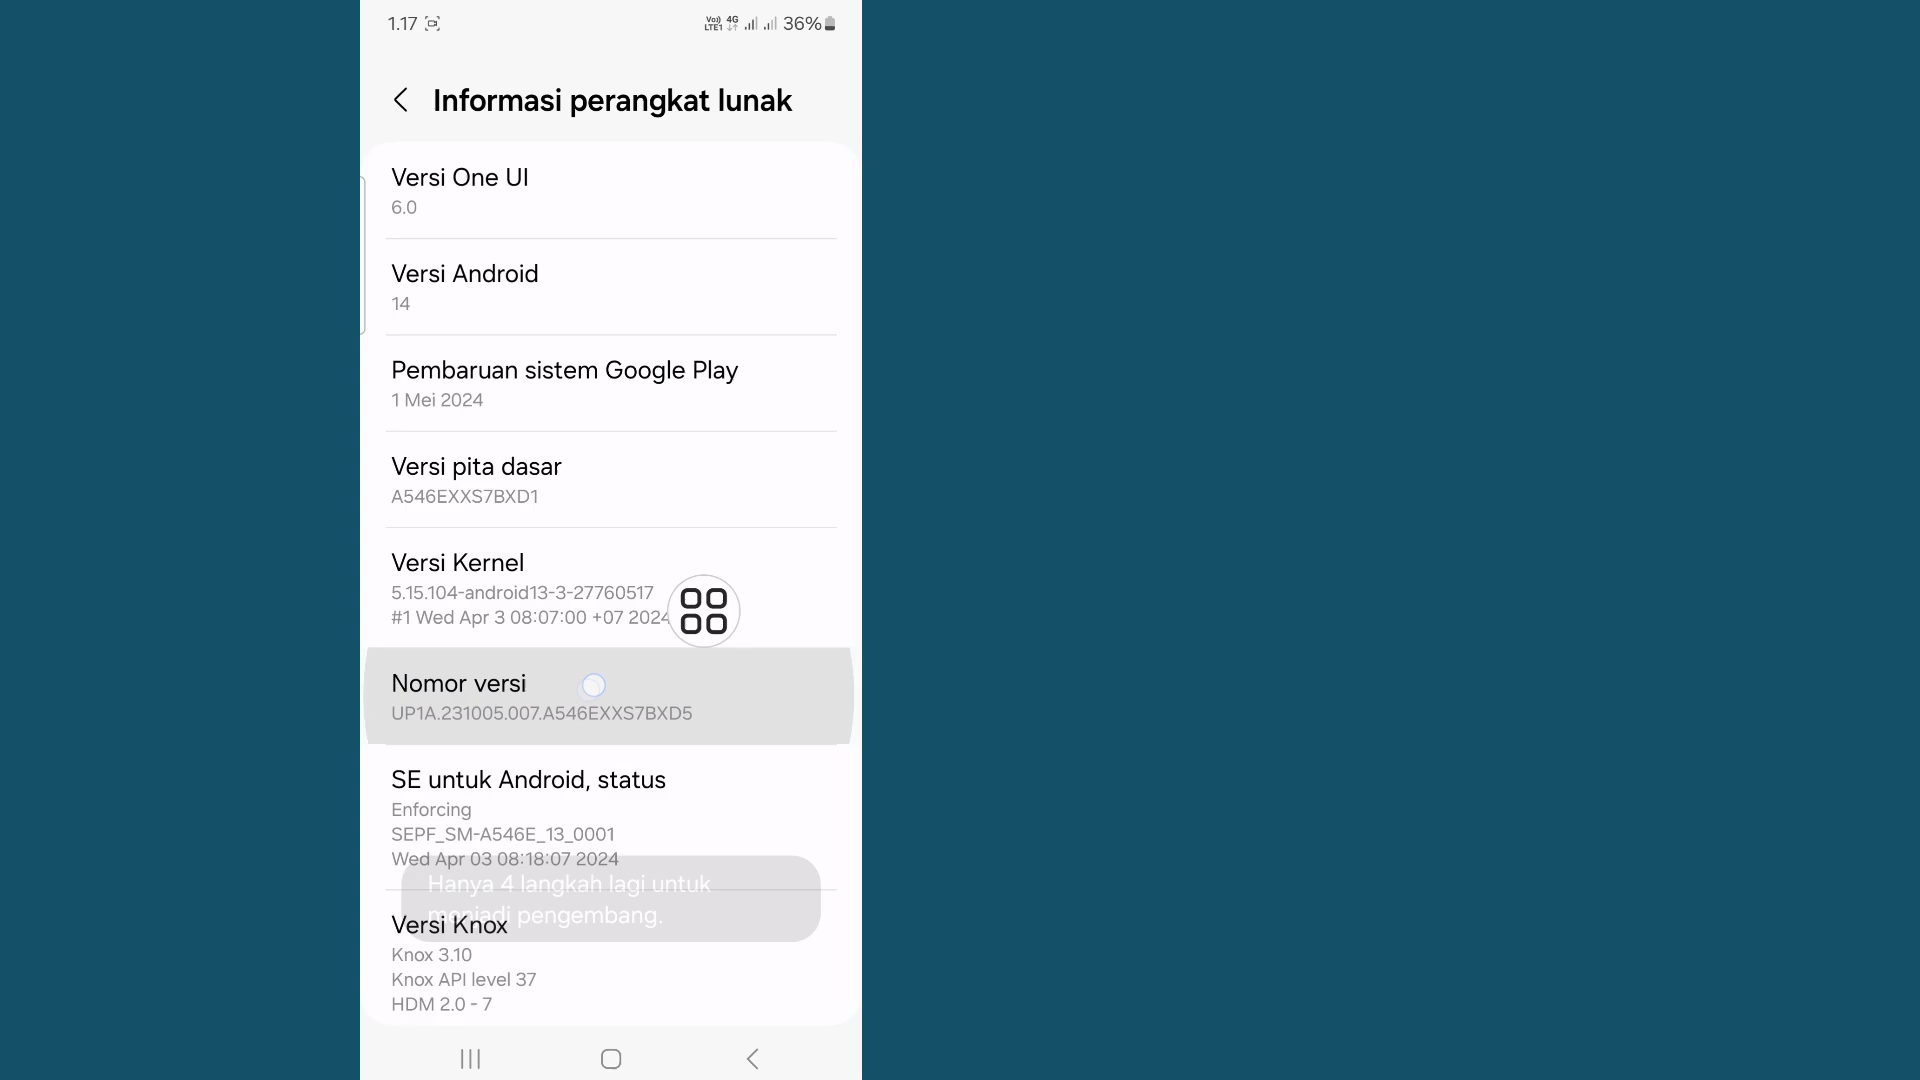 1.17
Vo)) 4G
LTE1
36%
Informasi perangkat lunak
Versi One UI
6.0
Versi Android
14
Pembaruan sistem Google Play
1 Mei 2024
Versi pita dasar
A546EXXS7BXD1
Versi Kernel
5.15.104-android13-3-27760517
#1 Wed Apr 3 08:07:00 +07 2024
Nomor versi
UP1A.231005.007.A546EXXS7BXD5
SE untuk Android, status
Enforcing
SEPF_SM-A546E_13_0001
Wed Apr 03 08:18:07 2024
Hanya 4 langkah lagi untuk
menjadi pengembang.
Versi Knox
Knox 3.10
Knox API level 37
HDM 2.0 - 7